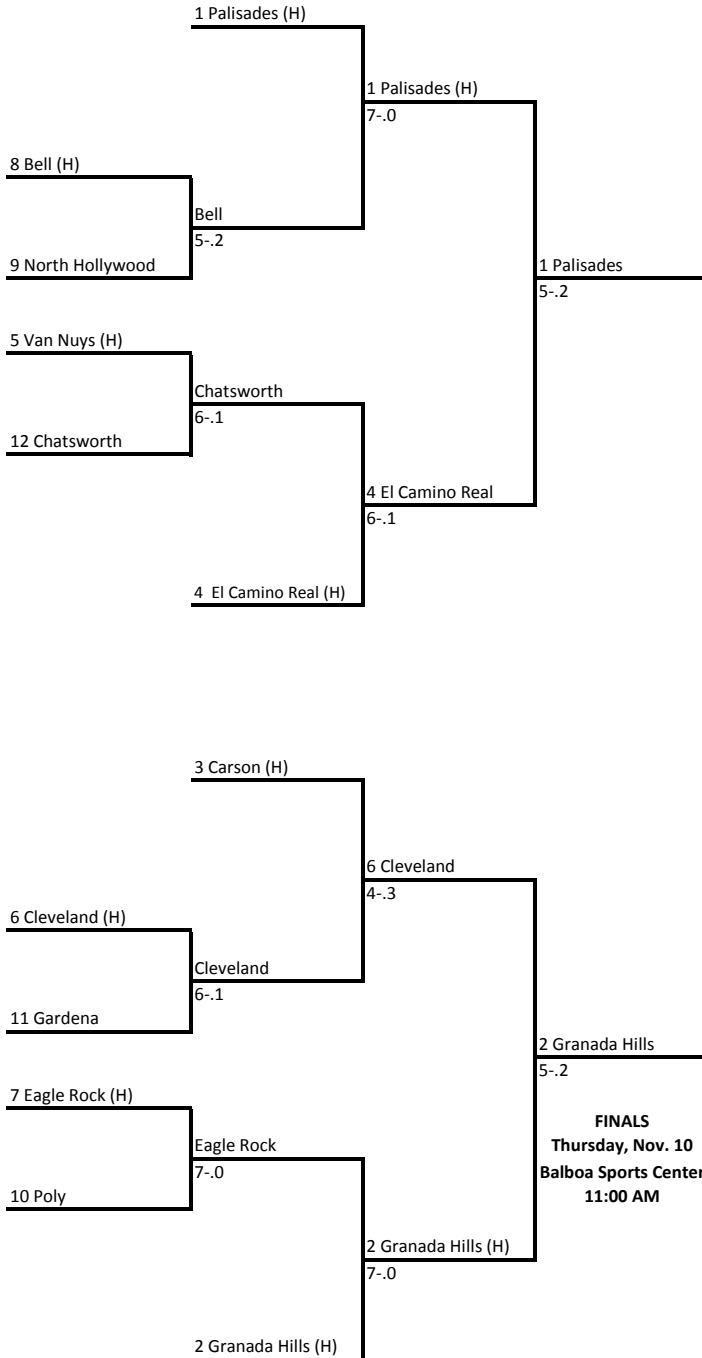 1 Palisades (H)
1 Palisades (H)
7-.0
8 Bell (H)
Bell
5-.2
9 North Hollywood
1 Palisades
5-.2
5 Van Nuys (H)
Chatsworth
6-.1
12 Chatsworth
4 El Camino Real
6-.1
4  El Camino Real (H)
3 Carson (H)
6 Cleveland
4-.3
6 Cleveland (H)
Cleveland
6-.1
11 Gardena
2 Granada Hills
5-.2
7 Eagle Rock (H)
FINALS
Thursday, Nov. 10
Balboa Sports Center
11:00 AM
Eagle Rock
7-.0
10 Poly
2 Granada Hills (H)
7-.0
2 Granada Hills (H)